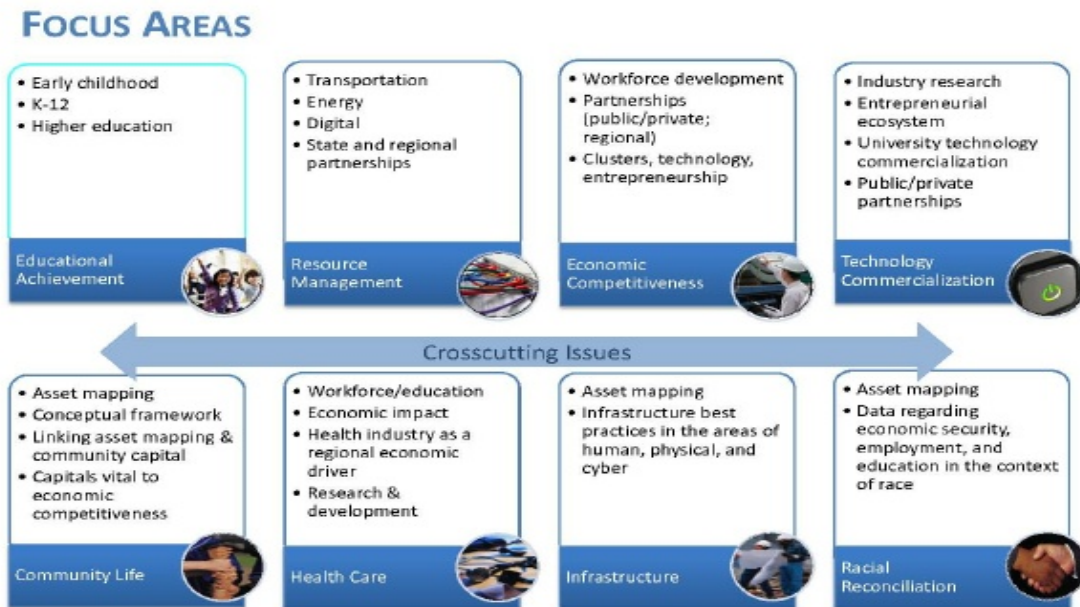 FOCUS AREAS
• Early childhood
• K-12
• Higher education
Educational
Achievement
• Transportation
• Energy
• Digital
• State and regional
partnerships
Resource
Management
• Workforce development
• Partnerships
(public/private;
regional)
• Clusters, technology,
entrepreneurship
Economic
Competitiveness
• Industry research
• Entrepreneurial
ecosystem
• University technology
commercialization
• Public/private
partnerships
Technology
Commercialization
Crosscutting Issues
• Asset mapping
• Conceptual framework
• Linking asset mapping &
community capital
• Capitals vital to
economic
competitiveness
Community Life
• Workforce/education
• Economic impact
• Health industry as a
regional economic
driver
• Research &
development
Health Care
• Asset mapping
• Infrastructure best
practices in the areas of
human, physical, and
cyber
Infrastructure
• Asset mapping
• Data regarding
economic security,
employment, and
education in the context
of race
Racial
Reconciliation